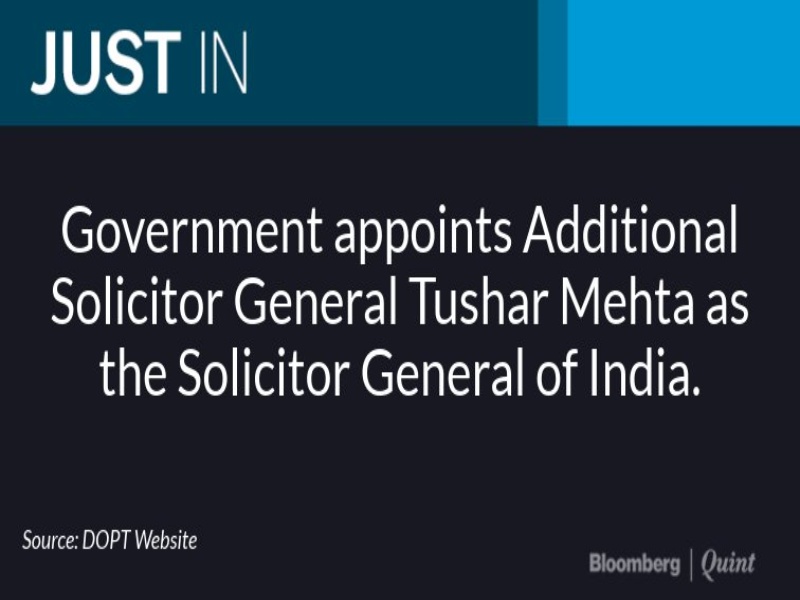 JUST IN
Government appoints Additional
Solicitor General Tushar Mehta as
the Solicitor General of India.
Source: DOPT Website
Bloomberg | Quint